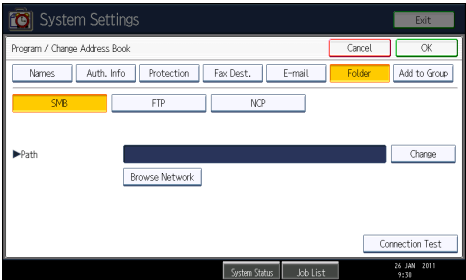 System Settings
Exit
Program / Change Address Book
Cancel
OK
Names
Auth. Info
Protection
Fax Dest.
E-mail
Folder
Add to Group
SMB
FTP
NCP
▶Path
Change
Browse Network
Connection Test
System Status
Job List
26 JAN 2011
9:30